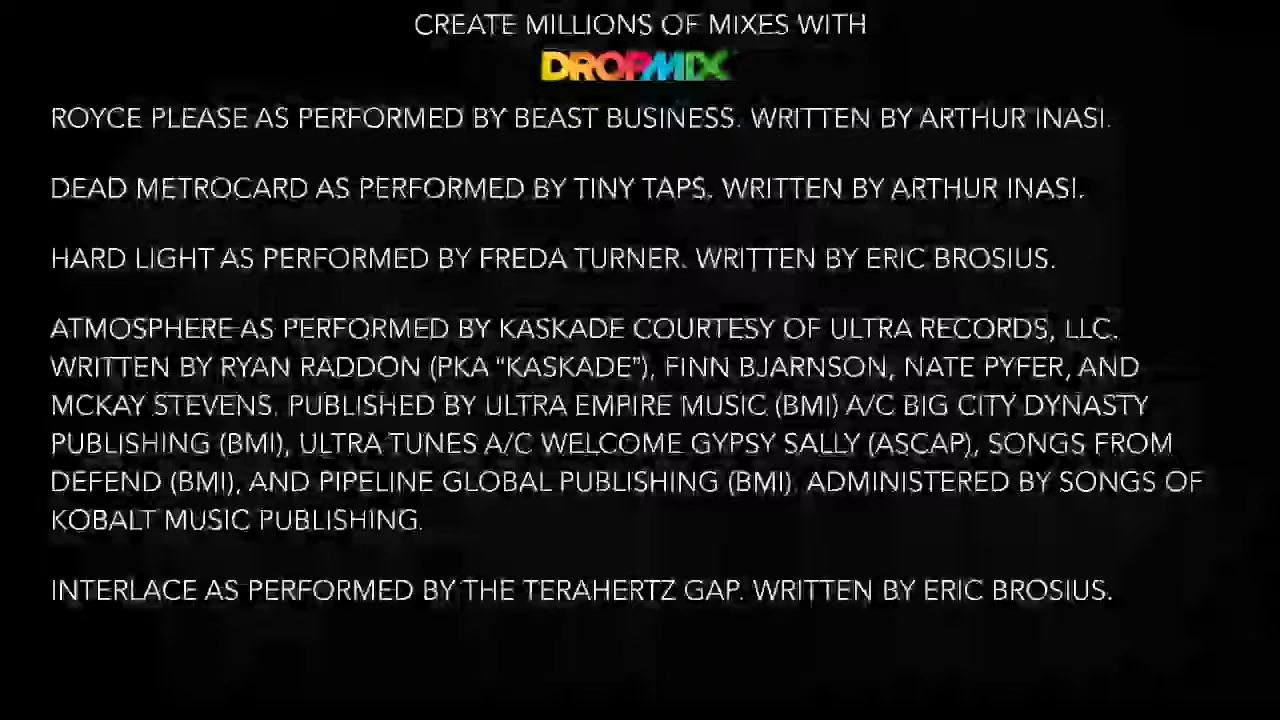 CREATE MILLIONS OF MIXES WITH
DROPMIX
ROYCE PLEASE AS PERFORMED BY BEAST BUSINESS. WRITTEN BY ARTHUR INASI.
DEAD METROCARD AS PERFORMED BY TINY TAPS. WRITTEN BY ARTHUR INASI.
HARD LIGHT AS PERFORMED BY FREDA TURNER. WRITTEN BY ERIC BROSIUS.
ATMOSPHERE AS PERFORMED BY KASKADE COURTESY OF ULTRA RECORDS, LLC.
WRITTEN BY RYAN RADDON (PKA "KASKADE"), FINN BJARNSON, NATE PYFER, AND
MCKAY STEVENS. PUBLISHED BY ULTRA EMPIRE MUSIC (BMI) A/C BIG CITY DYNASTY
PUBLISHING (BMI), ULTRA TUNES A/C WELCOME GYPSY SALLY (ASCAP), SONGS FROM
DEFEND (BMI), AND PIPELINE GLOBAL PUBLISHING (BMI). ADMINISTERED BY SONGS OF
KOBALT MUSIC PUBLISHING.
INTERLACE AS PERFORMED BY THE TERAHERTZ GAP. WRITTEN BY ERIC BROSIUS.